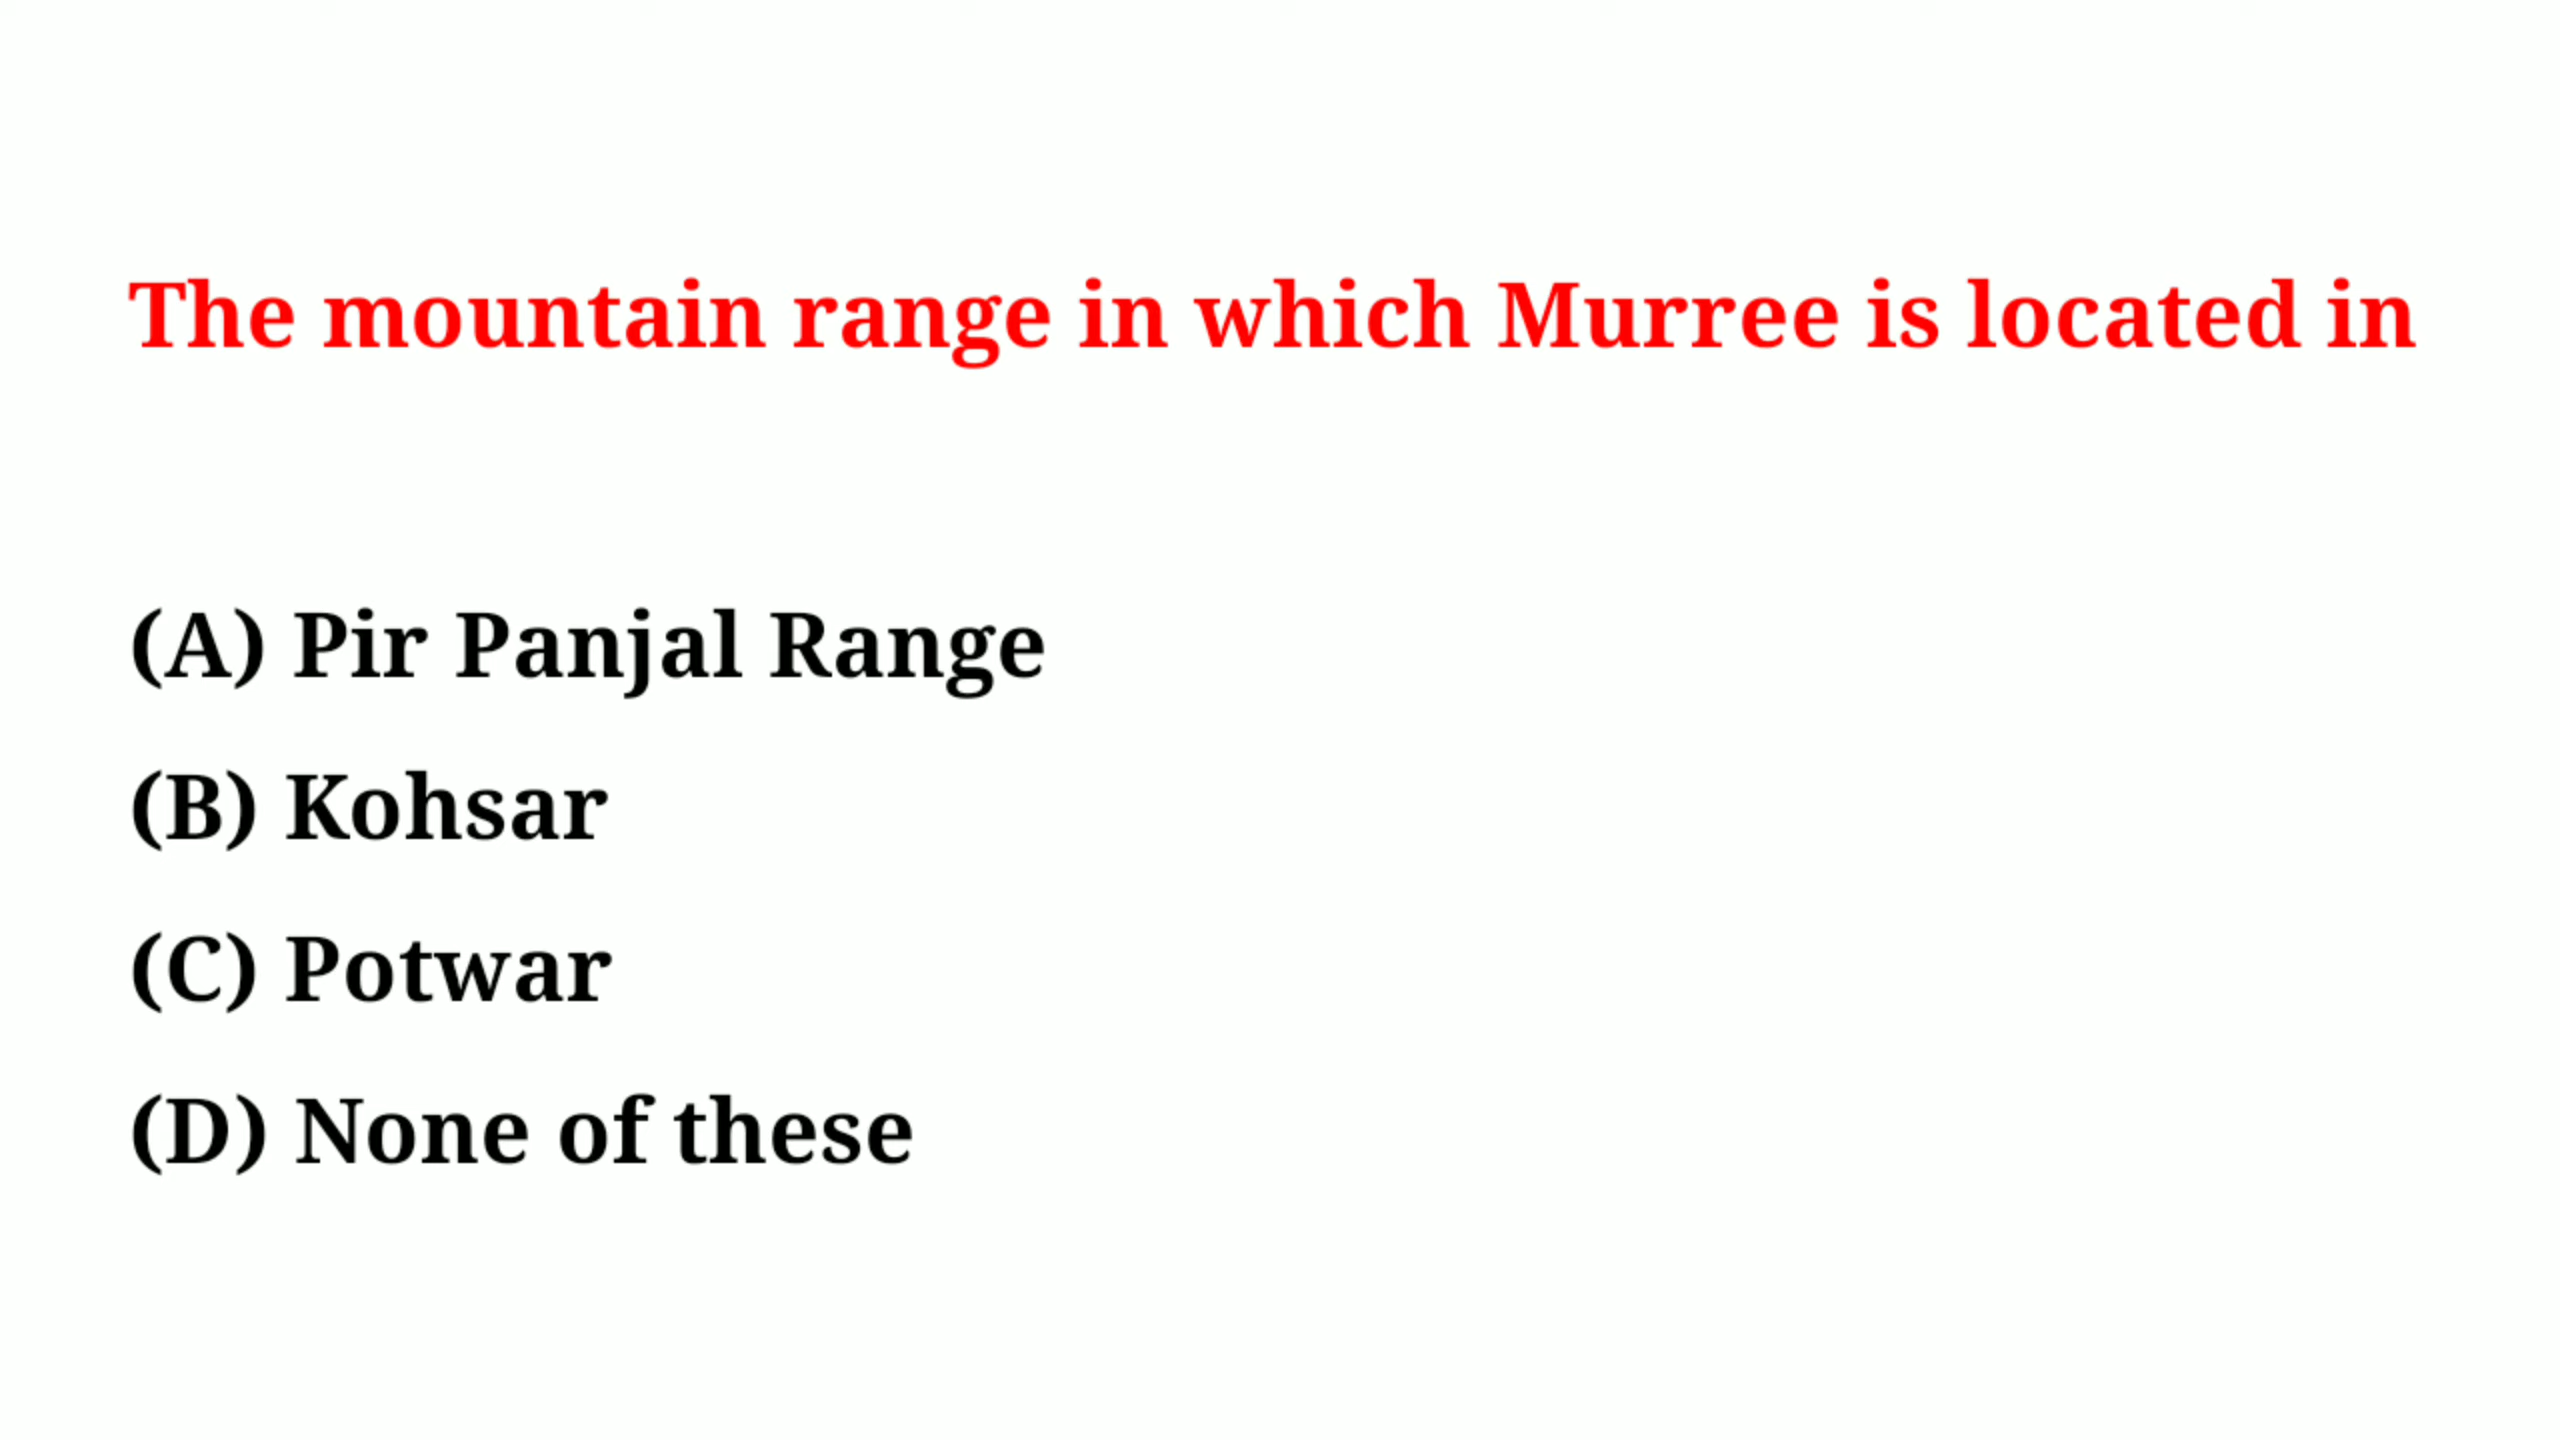 The mountain range in which Murree is located in
(A) Pir Panjal Range
(B) Kohsar
(C) Potwar
(D) None of these